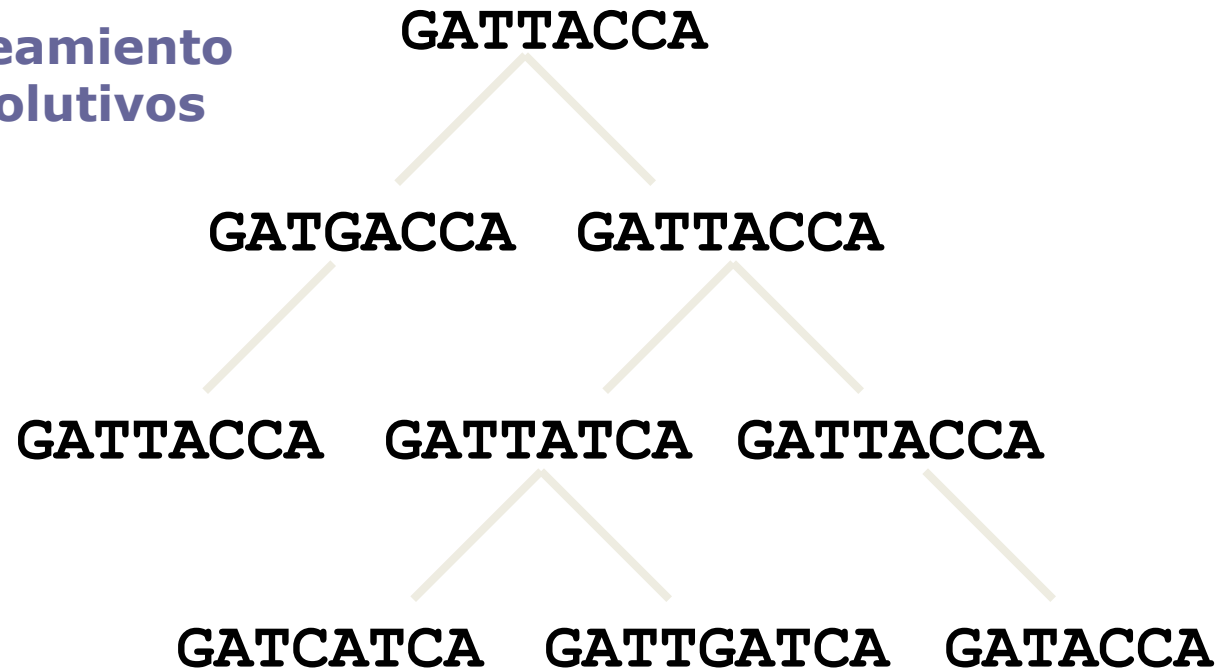 GATTACCA
eamiento
olutivos
GATGACCA GATTACCA
GATTACCA GATTATCA GATTACCA
GATCATCA GATTGATCA GATACCA